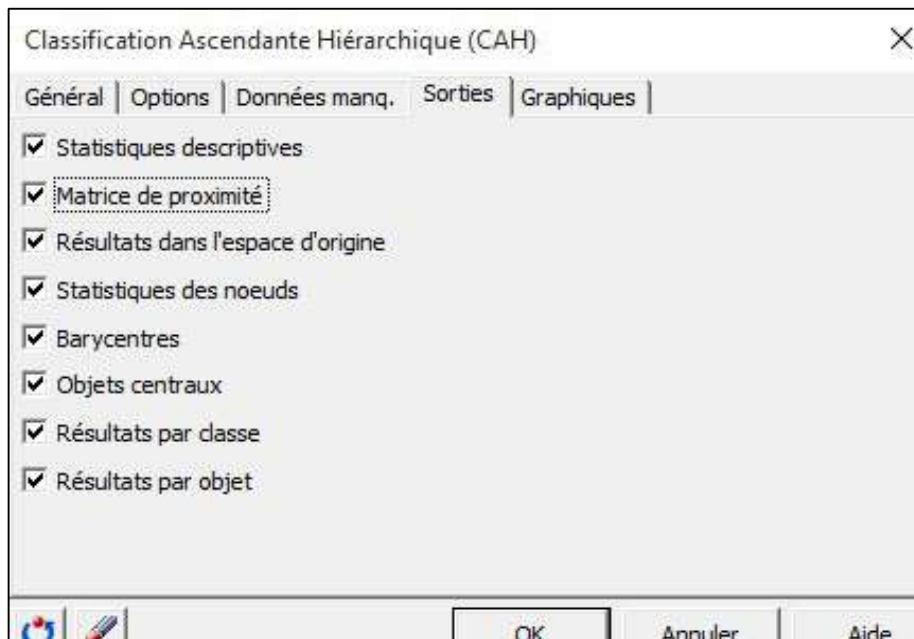 Classification Ascendante Hiérarchique (CAH)
Général Options Données manq. Sorties Graphiques
Statistiques descriptives
Matrice de proximité
Résultats dans l'espace d'origine
Statistiques des noeuds
Barycentres
Objets centraux
Résultats par classe
Résultats par objet
OK Annuler Aide